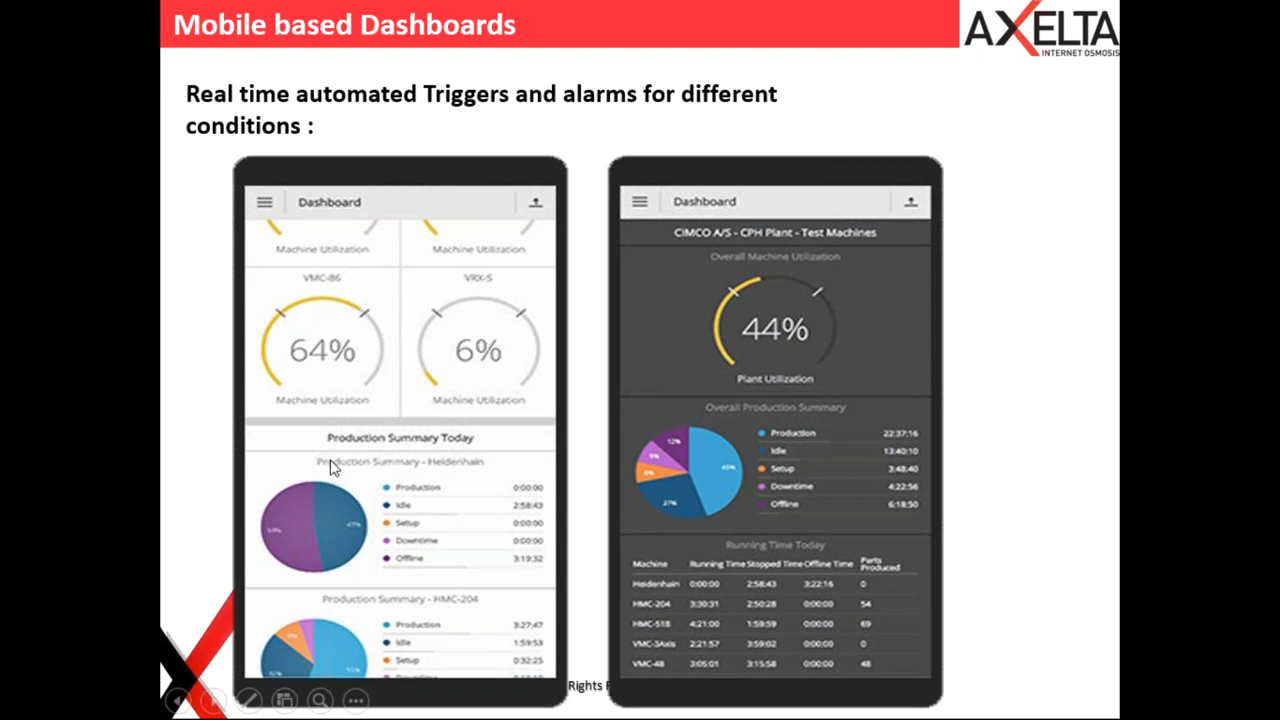 Mobile based Dashboards
AXELTA
INTERNET OSMOSIS
Real time automated Triggers and alarms for different
conditions :
Dashboard
Machine Utilization
Machine Utilization
VMC-86
VRX-5
64%
6%
Machine Utilization
Machine Utilization
Production Summary Today
Production Summary - Heidenhain
Production 0:00:00
Idle 2:58:43
Setup 0:00:00
Downtime 0:00:00
Offline 3:19:32
47%
Production Summary - HMC-204
Production 3:27:47
Idle 1:59:53
Setup 0:32:25
Dashboard
CIMCO A/S - CPH Plant - Test Machines
Overall Machine Utilization
44%
Plant Utilization
Overall Production Summary
12%
45%
27%
Production 22:37:16
Idle 13:40:10
Setup 3:48:40
Downtime 4:22:56
Offline 6:18:50
Running Time Today
Machine Running Time Stopped Time Offline Time Parts Produced
Heidenhain 0:00:00 2:58:43 3:22:16 0
HMC-204 3:30:31 2:50:28 0:00:00 54
HMC-518 4:21:00 1:59:59 0:00:00 69
VMC-3Axis 2:21:57 3:59:02 0:00:00 0
VMC-48 3:05:01 3:15:58 0:00:00 48
Rights